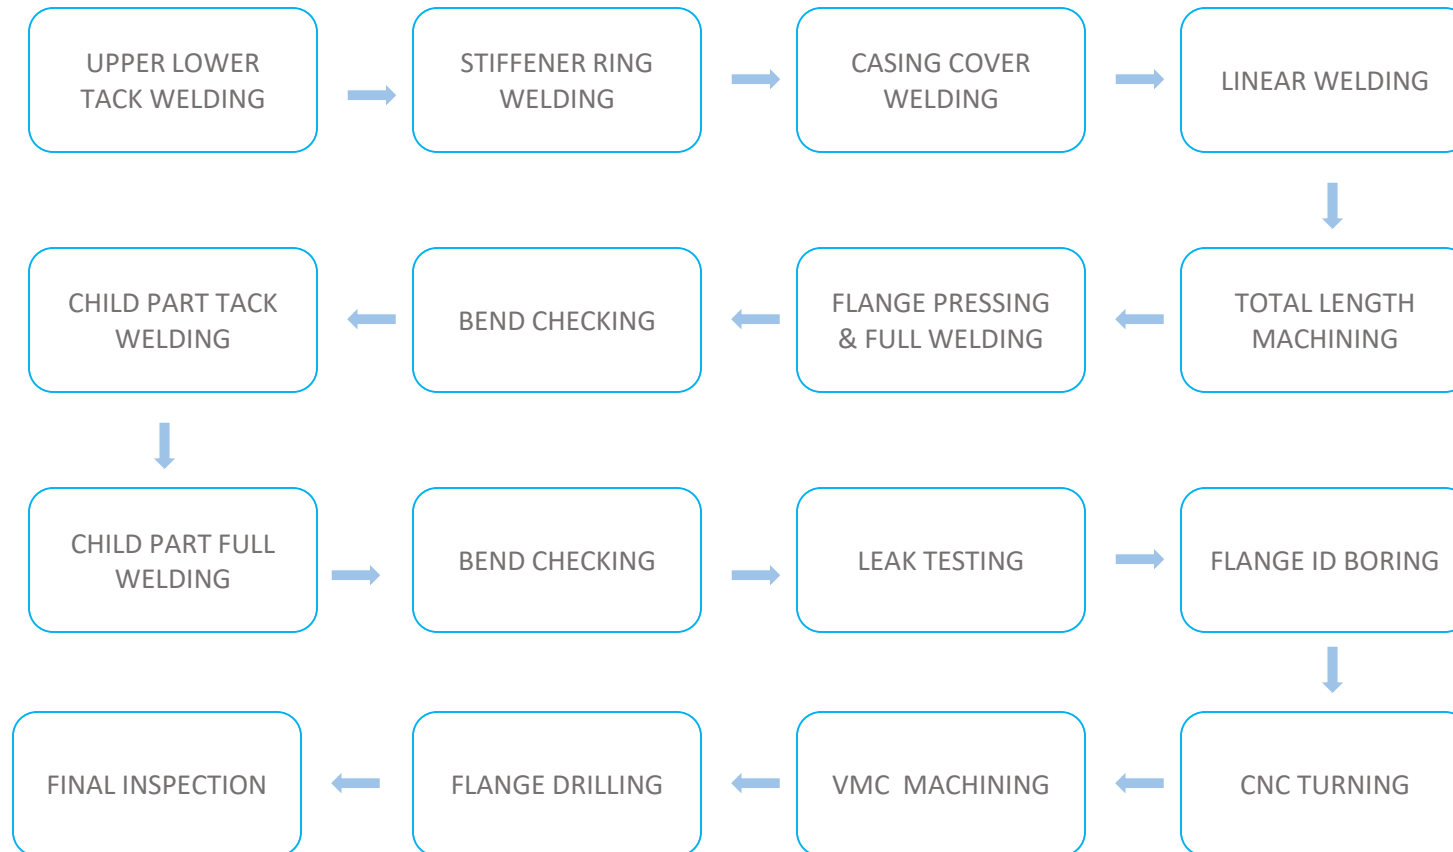 UPPER LOWER
TACK WELDING
STIFFENER RING
WELDING
CASING COVER
WELDING
LINEAR WELDING
TOTAL LENGTH
MACHINING
FLANGE PRESSING
& FULL WELDING
BEND CHECKING
CHILD PART TACK
WELDING
CHILD PART FULL
WELDING
BEND CHECKING
LEAK TESTING
FLANGE ID BORING
CNC TURNING
VMC  MACHINING
FLANGE DRILLING
FINAL INSPECTION